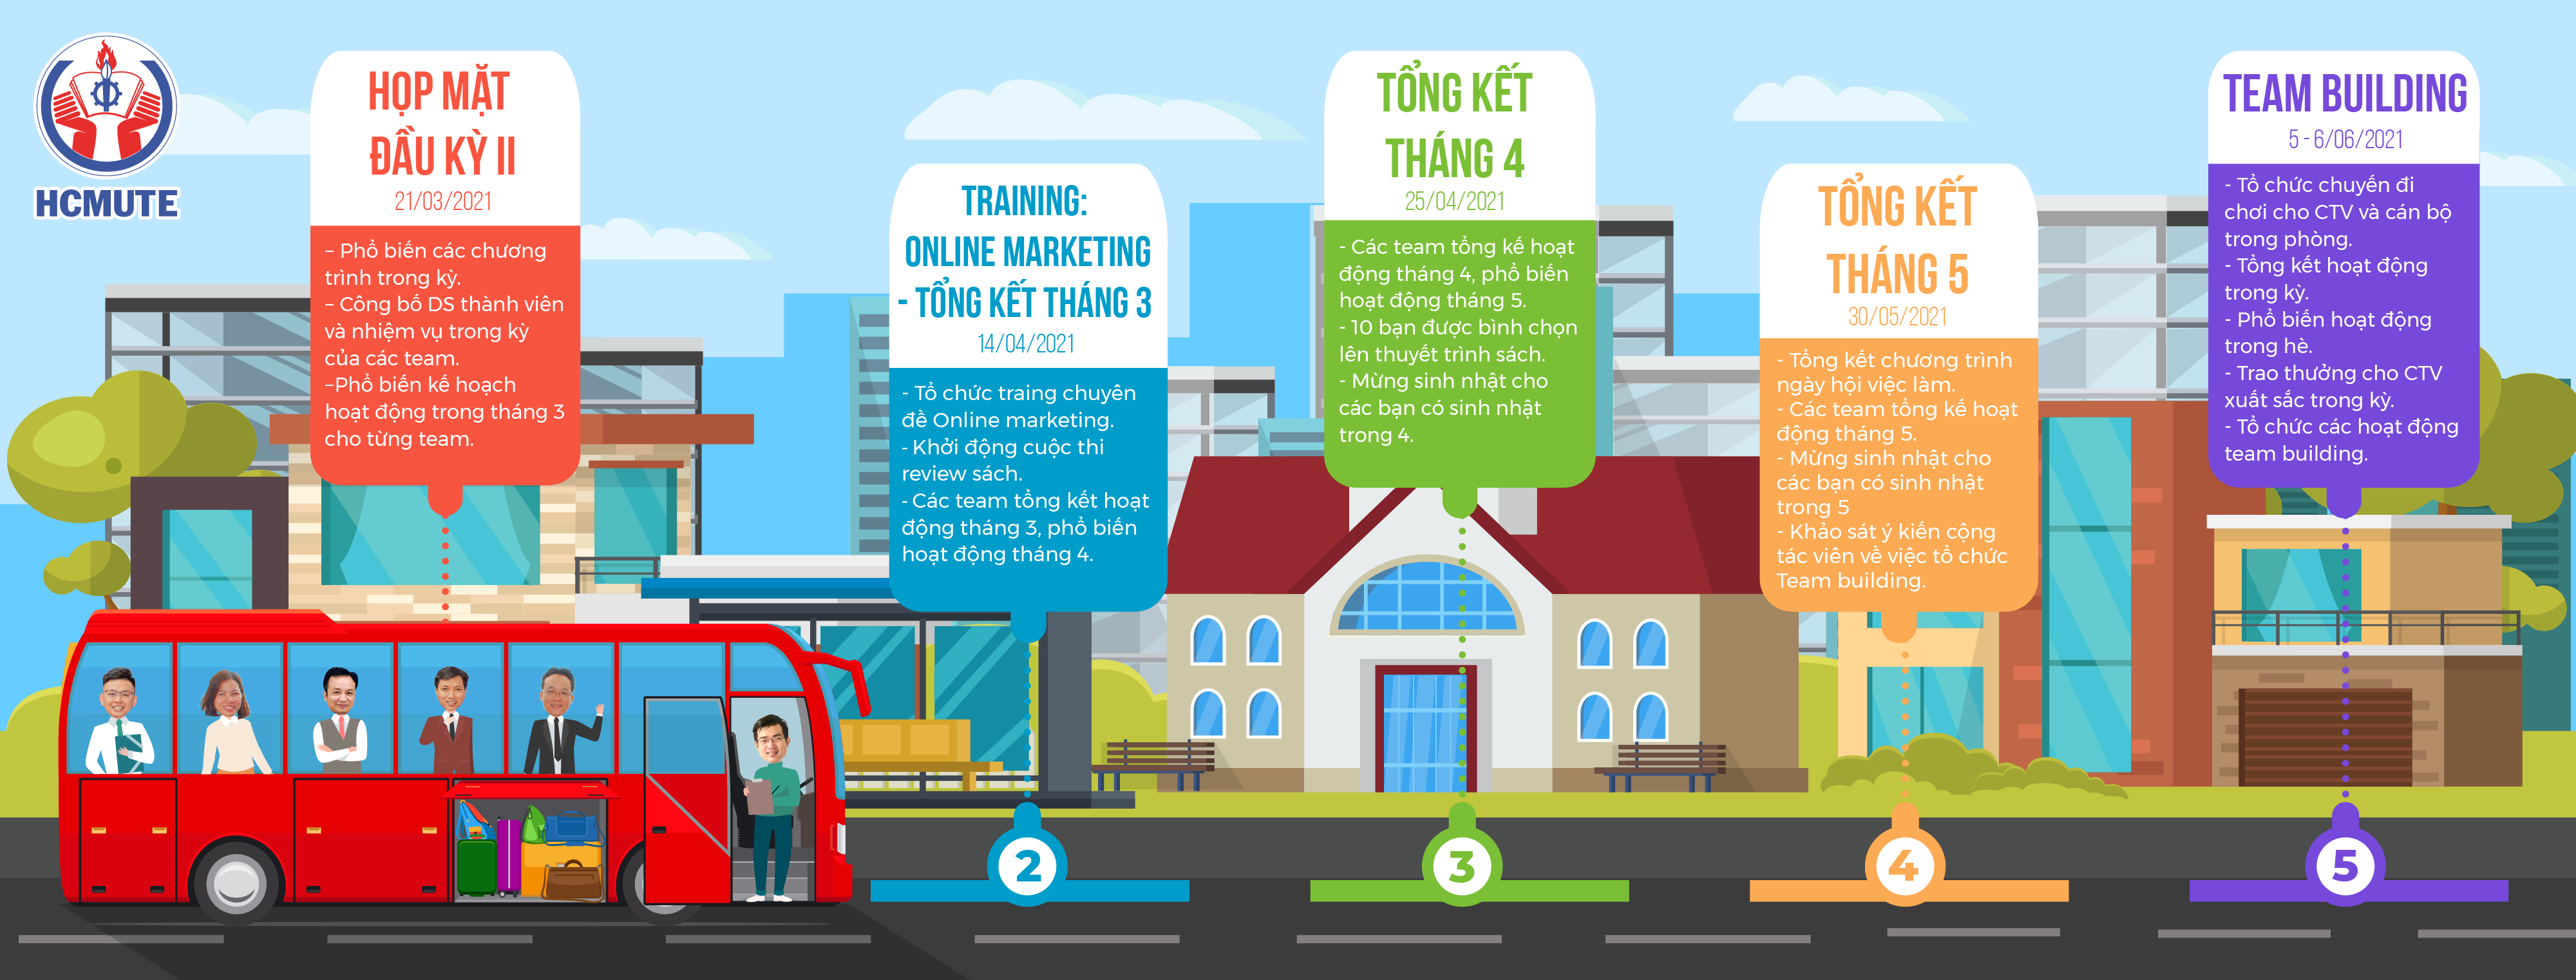 HCMUTE
HỌP MẶT
ĐẦU KỲ II
21/03/2021
– Phổ biến các chương
trình trong kỳ.
– Công bố DS thành viên
và nhiệm vụ trong kỳ
của các team.
–Phổ biến kế hoạch
hoạt động trong tháng 3
cho từng team.
TRAINING:
ONLINE MARKETING
- TỔNG KẾT THÁNG 3
14/04/2021
- Tổ chức traing chuyên
đề Online marketing.
- Khởi động cuộc thi
review sách.
- Các team tổng kết hoạt
động tháng 3, phổ biến
hoạt động tháng 4.
2
TỔNG KẾT
THÁNG 4
25/04/2021
- Các team tổng kế hoạt
động tháng 4, phổ biến
hoạt động tháng 5.
- 10 bạn được bình chọn
lên thuyết trình sách.
- Mừng sinh nhật cho
các bạn có sinh nhật
trong 4.
3
TỔNG KẾT
THÁNG 5
30/05/2021
- Tổng kết chương trình
ngày hội việc làm.
- Các team tổng kế hoạt
động tháng 5.
- Mừng sinh nhật cho
các bạn có sinh nhật
trong 5
- Khảo sát ý kiến cộng
tác viên về việc tổ chức
Team building.
4
TEAM BUILDING
5 - 6/06/2021
- Tổ chức chuyến đi
chơi cho CTV và cán bộ
trong phòng.
- Tổng kết hoạt động
trong kỳ.
- Phổ biến hoạt động
trong hè.
- Trao thưởng cho CTV
xuất sắc trong kỳ.
- Tổ chức các hoạt động
team building.
5